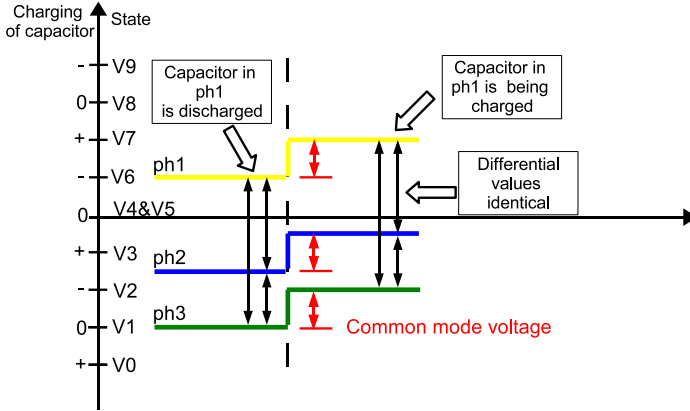 Charging
of capacitor
State
- V9
0 V8
+ V7
- V6
0 V4&V5
+ V3
- V2
0 V1
+ V0
Capacitor in
ph1
is discharged
Capacitor in
ph1 is being
charged
Differential
values
identical
ph1
ph2
ph3
Common mode voltage